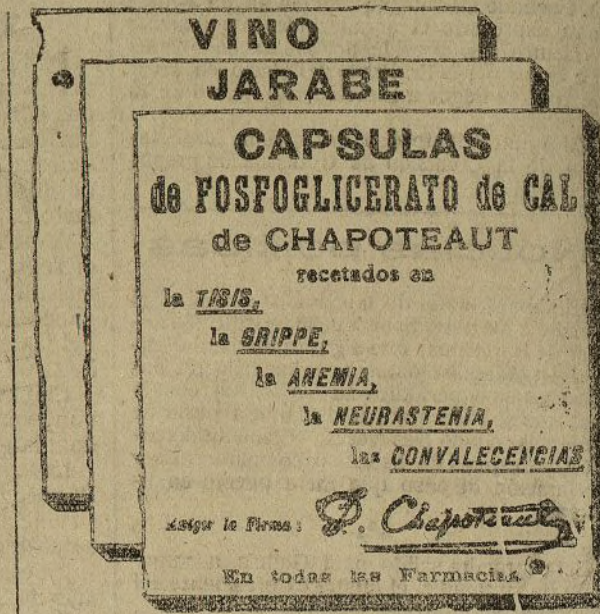 VINO
JARABE
CAPSULAS
de FOSFOGLICERATO de CAL
de CHAPOTEAUT
recetados en
la TISIS,
la GRIPPE,
la ANEMIA,
la NEURASTENIA,
las CONVALECENCIAS
Exigir la Firma: P. Chapoteaut
En todas las Farmacias